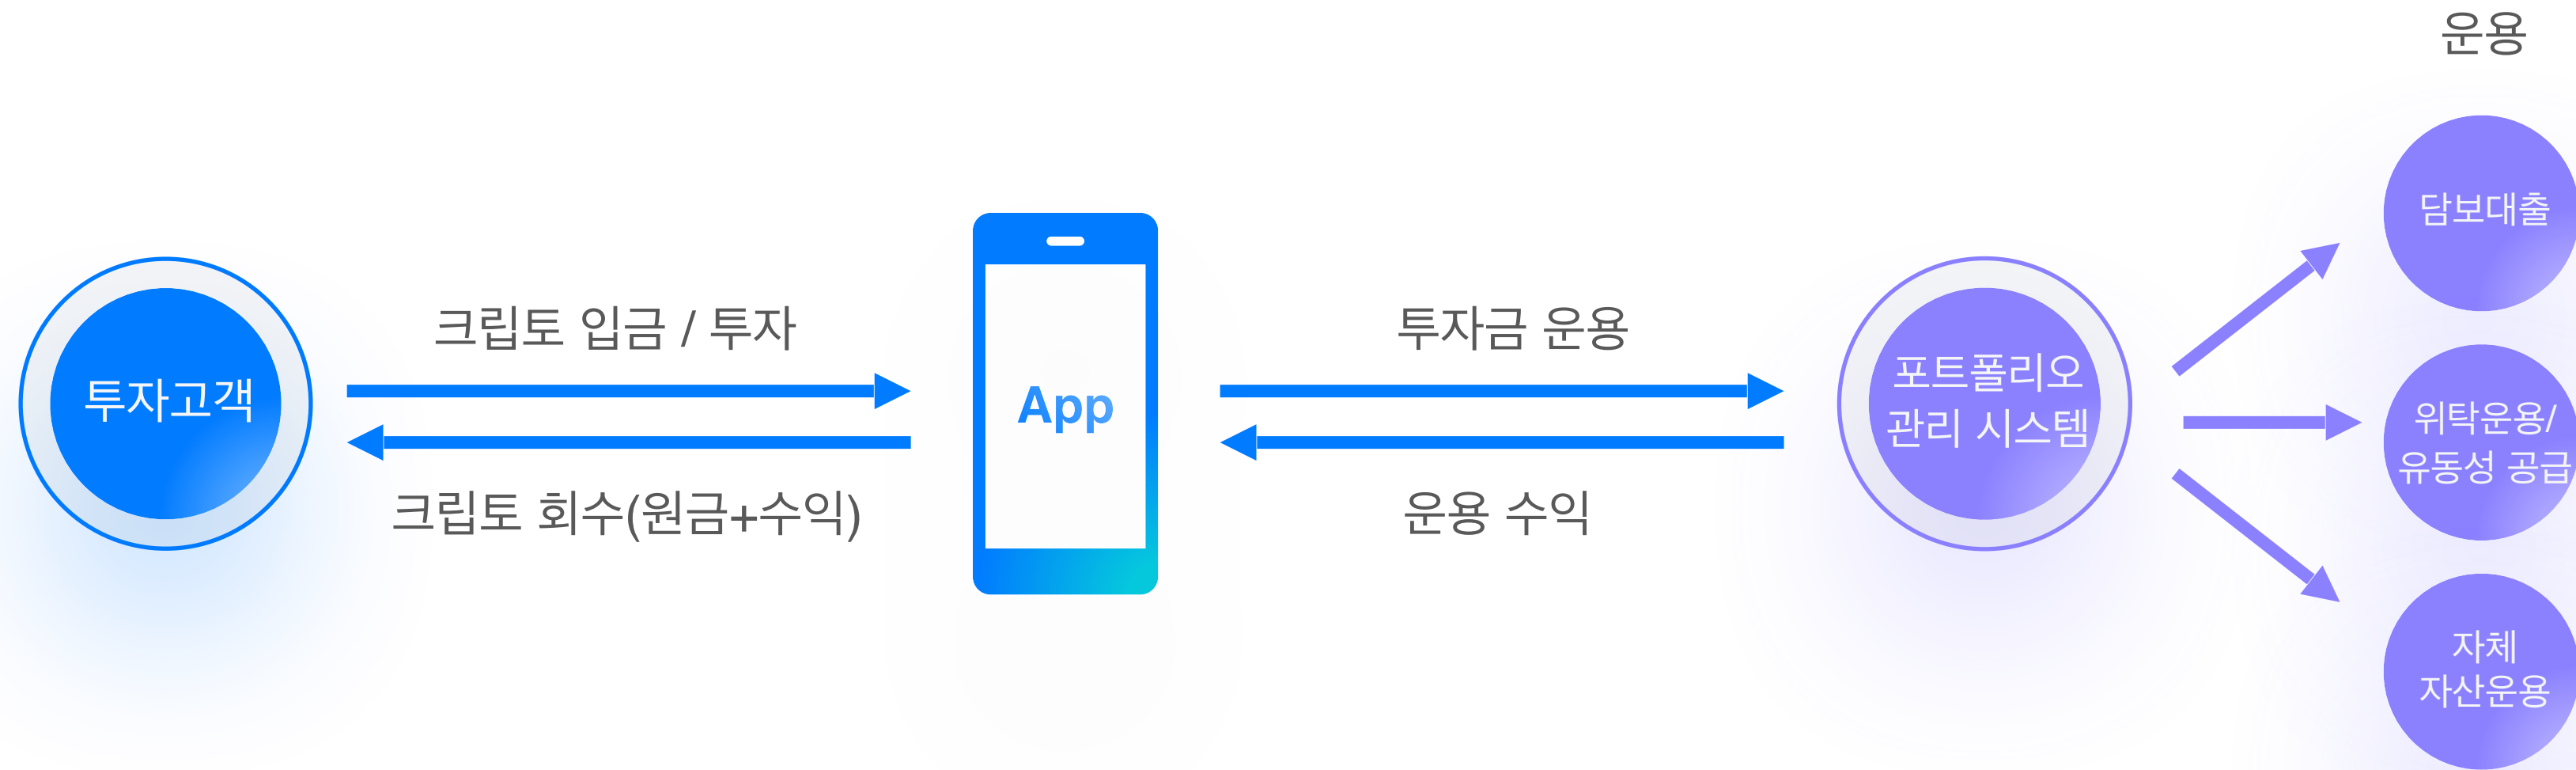 운용
담보대출
크립토 입금 / 투자
투자금 운용
투자고객
App
포트폴리오
관리 시스템
위탁운용/
유동성 공급
크립토 회수(원금+수익)
운용 수익
자체
자산운용